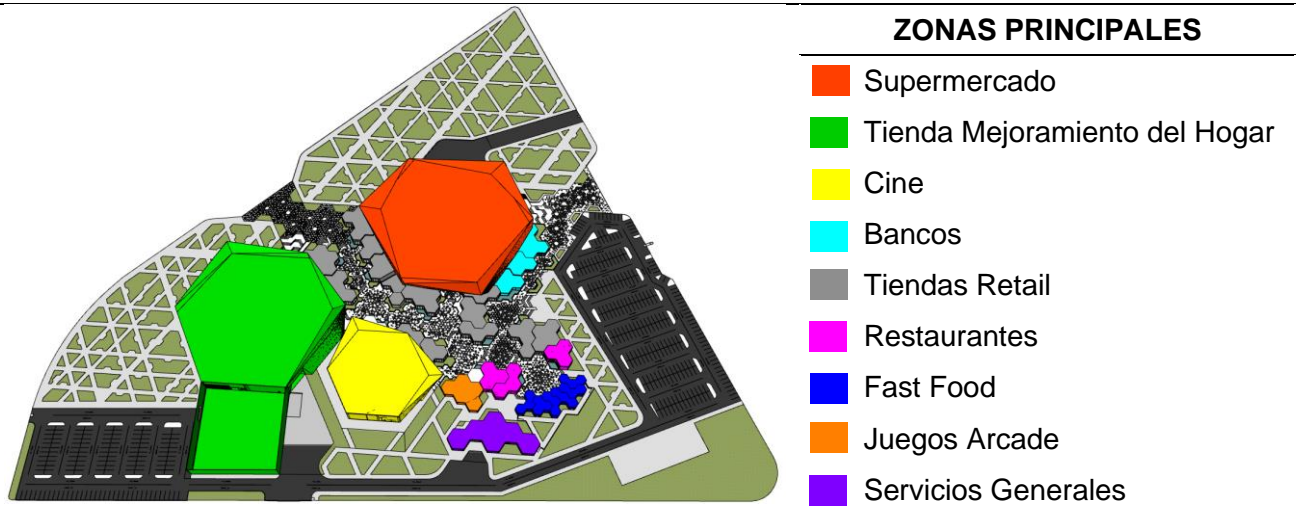 ZONAS PRINCIPALES
Supermercado
Tienda Mejoramiento del Hogar
Cine
Bancos
Tiendas Retail
Restaurantes
Fast Food
Juegos Arcade
Servicios Generales